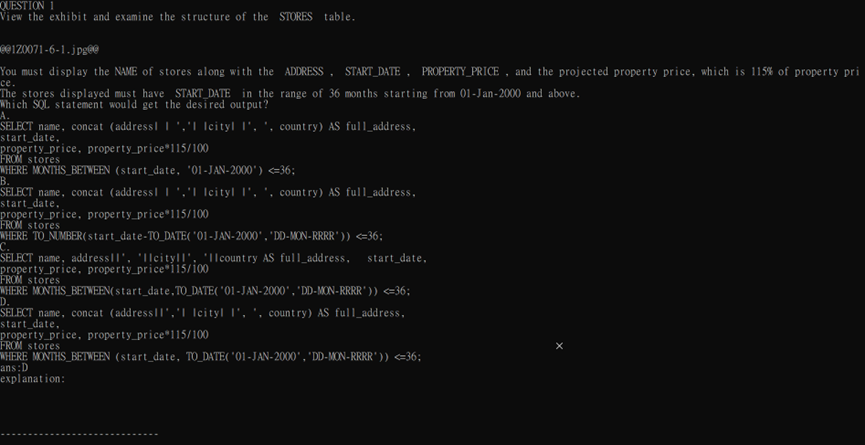 QUESTION 1
View the exhibit and examine the structure of the STORES table.
@@1Z0071-6-1.jpg@@
You must display the NAME of stores along with the ADDRESS , START_DATE , PROPERTY_PRICE , and the projected property price, which is 115% of property pri
ce.
The stores displayed must have START_DATE in the range of 36 months starting from 01-Jan-2000 and above.
Which SQL statement would get the desired output?
A.
SELECT name, concat (address| | ','| |city| |', ', country) AS full_address,
start_date,
property_price, property_price*115/100
FROM stores
WHERE MONTHS_BETWEEN (start_date, '01-JAN-2000') <=36;
B.
SELECT name, concat (address| | ','| |city| |', ', country) AS full_address,
start_date,
property_price, property_price*115/100
FROM stores
WHERE TO_NUMBER(start_date-TO_DATE('01-JAN-2000','DD-MON-RRRR')) <=36;
C.
SELECT name, address||', '||city||', '||country AS full_address, start_date,
property_price, property_price*115/100
FROM stores
WHERE MONTHS_BETWEEN(start_date,TO_DATE('01-JAN-2000','DD-MON-RRRR')) <=36;
D.
SELECT name, concat (address||','| |city| |', ', country) AS full_address,
start_date,
property_price, property_price*115/100
FROM stores
WHERE MONTHS_BETWEEN (start_date, TO_DATE('01-JAN-2000','DD-MON-RRRR')) <=36;
ans:D
explanation:
-----------------------------